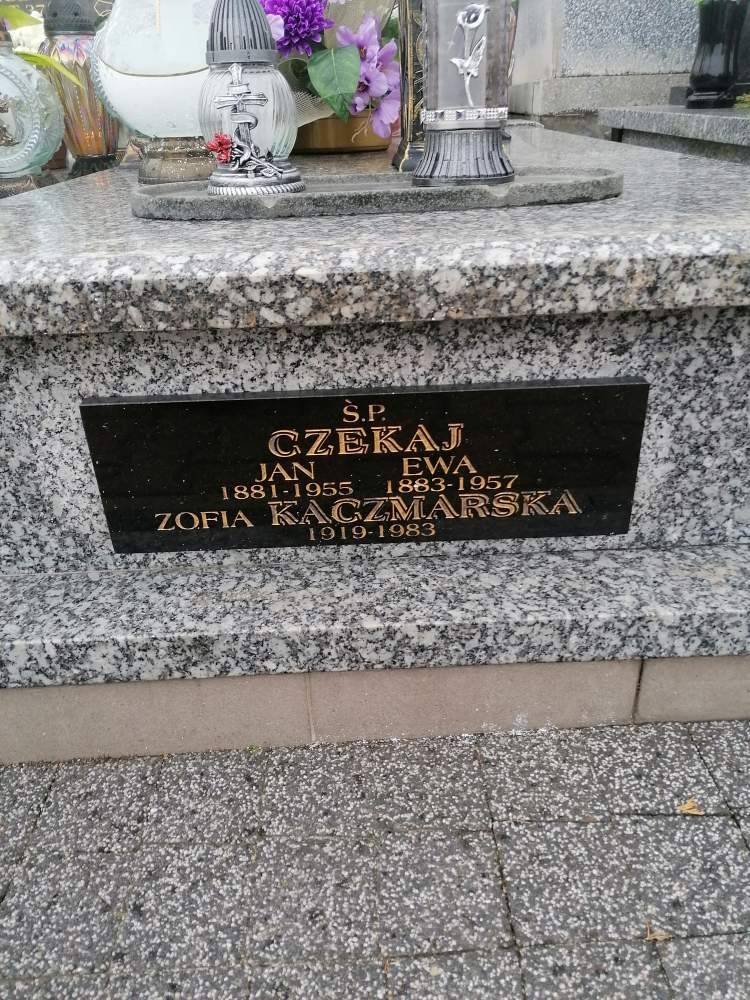 Ś.P.
CZEKAJ
JAN EWA
1881-1955 1883-1957
ZOFIA KACZMARSKA
1919-1983